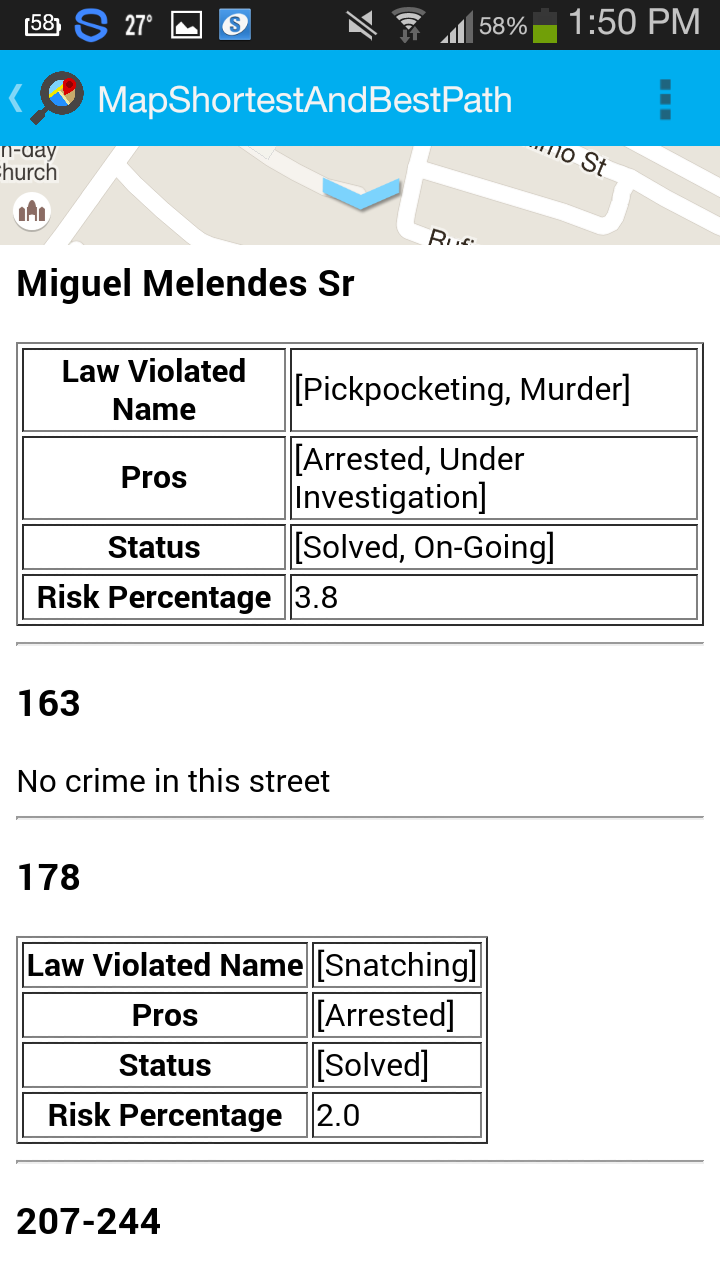 58 27° S 58% 1:50 PM
MapShortestAndBestPath
n-day
hurch
mo St
Rufi
Miguel Melendes Sr
Law Violated
Name
[Pickpocketing, Murder]
Pros
[Arrested, Under
Investigation]
Status
[Solved, On-Going]
Risk Percentage
3.8
163
No crime in this street
178
Law Violated Name
[Snatching]
Pros
[Arrested]
Status
[Solved]
Risk Percentage
2.0
207-244